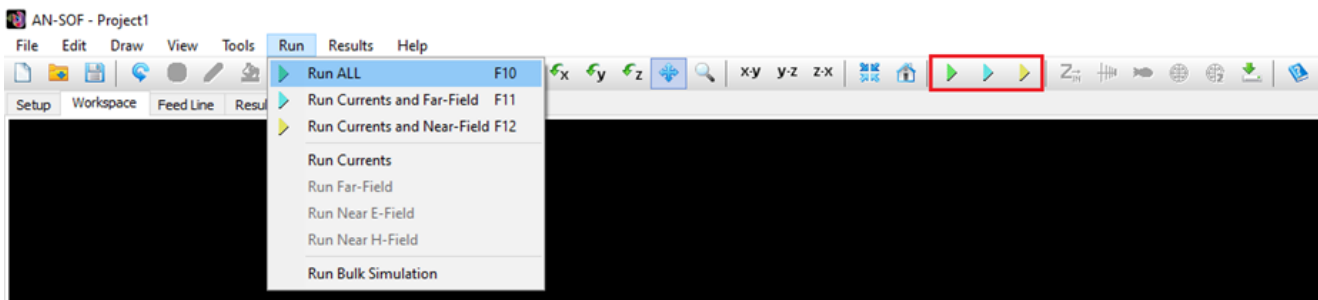 AN-SOF - Project1
File Edit Draw View Tools Run Results Help
x y z x-y y-z z-x Z IN
Setup Workspace Feed Line Resul
Run ALL F10
Run Currents and Far-Field F11
Run Currents and Near-Field F12
Run Currents
Run Far-Field
Run Near E-Field
Run Near H-Field
Run Bulk Simulation